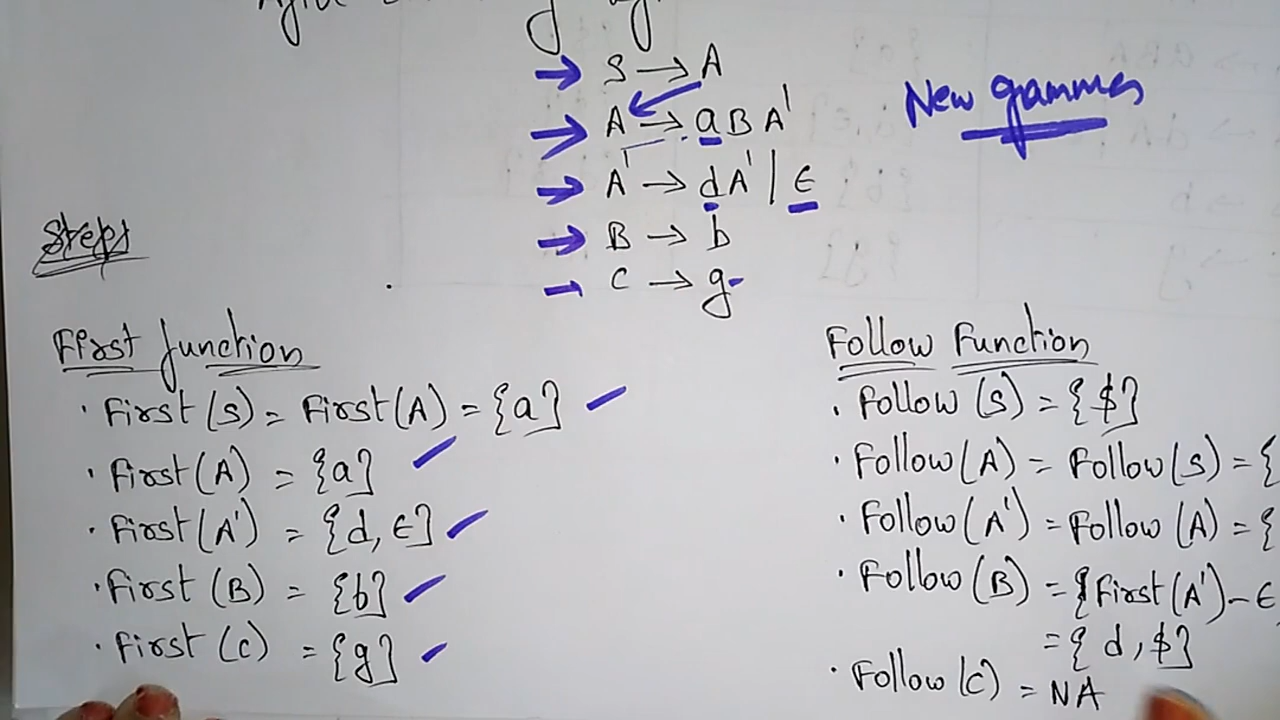 S → A
A → aBA'
New grammar
A' → dA' | ϵ
Steps
B → b
C → g
First function
· First(S) = First(A) = {a}
· First(A) = {a}
· First(A') = {d, ϵ}
· First(B) = {b}
· First(C) = {g}
Follow Function
· Follow(S) = {$}
· Follow(A) = Follow(S) = {
· Follow(A') = Follow(A) = {
· Follow(B) = {First(A') - ϵ
= {d, $}
· Follow(C) = NA